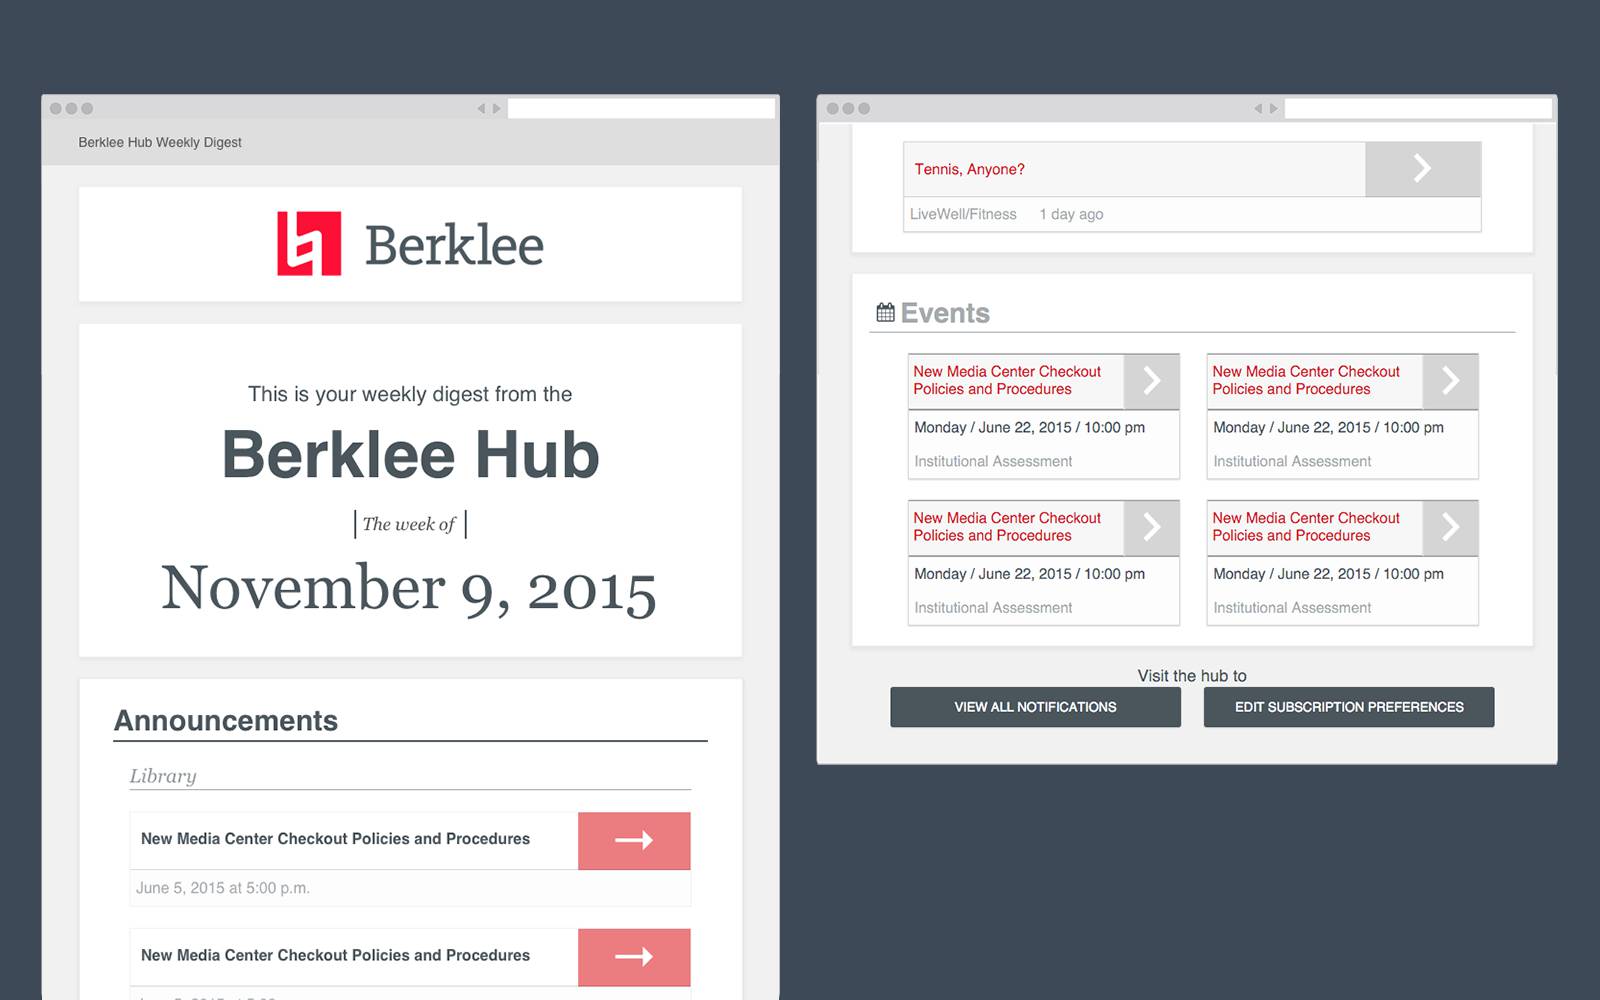 Berklee Hub Weekly Digest
Berklee
This is your weekly digest from the
Berklee Hub
The week of
November 9, 2015
Announcements
Library
New Media Center Checkout Policies and Procedures
June 5, 2015 at 5:00 p.m.
New Media Center Checkout Policies and Procedures
Tennis, Anyone?
LiveWell/Fitness 1 day ago
Events
New Media Center Checkout
Policies and Procedures
Monday / June 22, 2015 / 10:00 pm
Institutional Assessment
New Media Center Checkout
Policies and Procedures
Monday / June 22, 2015 / 10:00 pm
Institutional Assessment
New Media Center Checkout
Policies and Procedures
Monday / June 22, 2015 / 10:00 pm
Institutional Assessment
New Media Center Checkout
Policies and Procedures
Monday / June 22, 2015 / 10:00 pm
Institutional Assessment
Visit the hub to
VIEW ALL NOTIFICATIONS
EDIT SUBSCRIPTION PREFERENCES